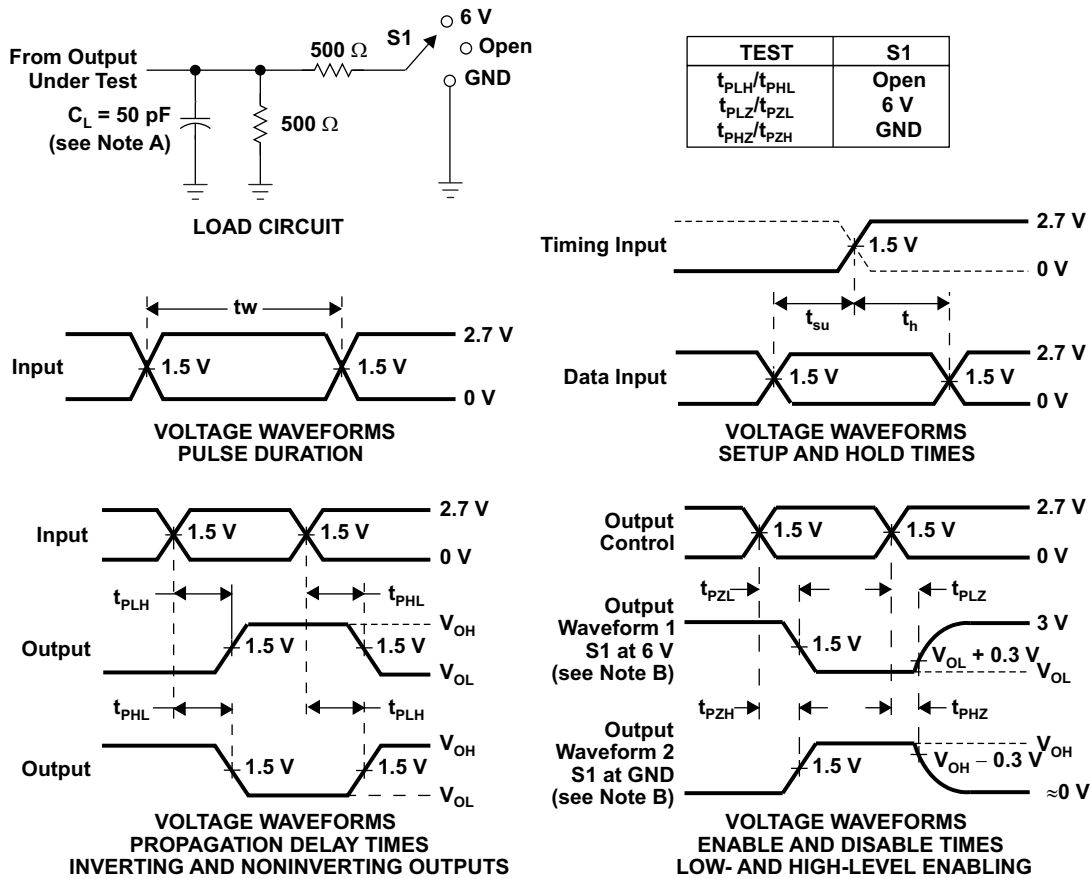 6 V
S1
Open
GND
500 Ω
From Output
Under Test
C_L = 50 pF
(see Note A)
500 Ω
LOAD CIRCUIT
TEST S1
t_PLH/t_PHL Open
t_PLZ/t_PZL 6 V
t_PHZ/t_PZH GND
Timing Input
1.5 V
2.7 V
0 V
t_su
t_h
Data Input
1.5 V
1.5 V
2.7 V
0 V
VOLTAGE WAVEFORMS
SETUP AND HOLD TIMES
tw
Input
1.5 V
1.5 V
2.7 V
0 V
VOLTAGE WAVEFORMS
PULSE DURATION
Input
1.5 V
1.5 V
2.7 V
0 V
t_PLH
t_PHL
Output
1.5 V
1.5 V
V_OH
V_OL
t_PHL
t_PLH
Output
1.5 V
1.5 V
V_OH
V_OL
VOLTAGE WAVEFORMS
PROPAGATION DELAY TIMES
INVERTING AND NONINVERTING OUTPUTS
Output
Control
1.5 V
1.5 V
2.7 V
0 V
t_PZL
t_PLZ
Output
Waveform 1
S1 at 6 V
(see Note B)
1.5 V
3 V
V_OL + 0.3 V
V_OL
t_PZH
t_PHZ
Output
Waveform 2
S1 at GND
(see Note B)
1.5 V
V_OH
V_OH − 0.3 V
≈0 V
VOLTAGE WAVEFORMS
ENABLE AND DISABLE TIMES
LOW- AND HIGH-LEVEL ENABLING